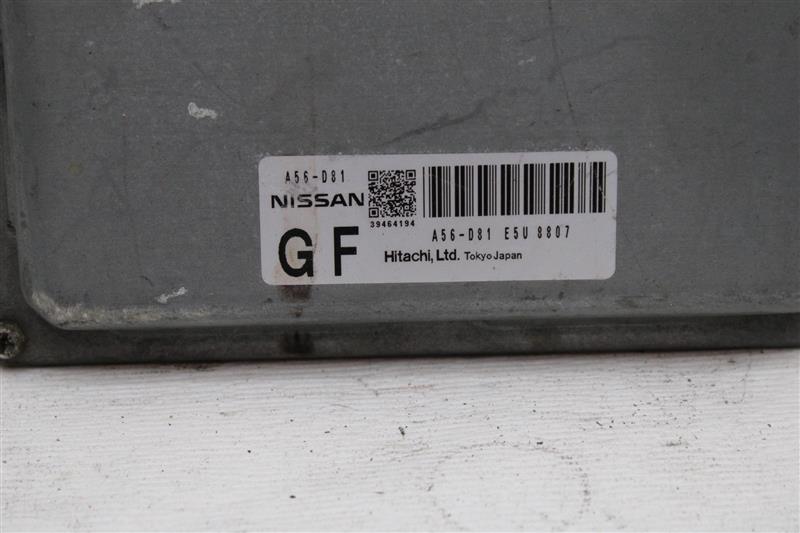 A56-D81
NISSAN
39464194
A56-D81 E5U 8807
GF
Hitachi, Ltd. Tokyo Japan